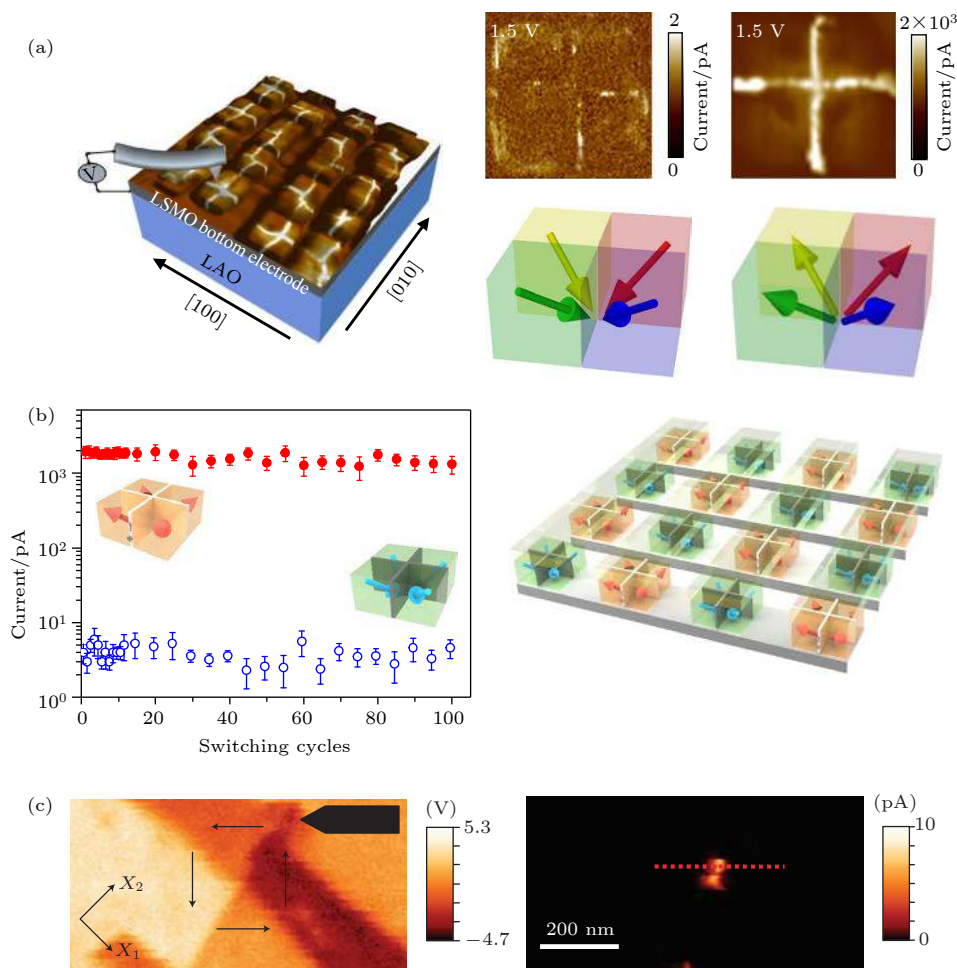 (a)
V
LSMO bottom electrode
LAO
[100]
[010]
1.5 V
2
0
Current/pA
1.5 V
2×10³
0
Current/pA
(b)
Current/pA
10³
10²
10¹
10⁰
0 20 40 60 80 100
Switching cycles
(c)
X₂
X₁
(V)
5.3
−4.7
200 nm
(pA)
10
0